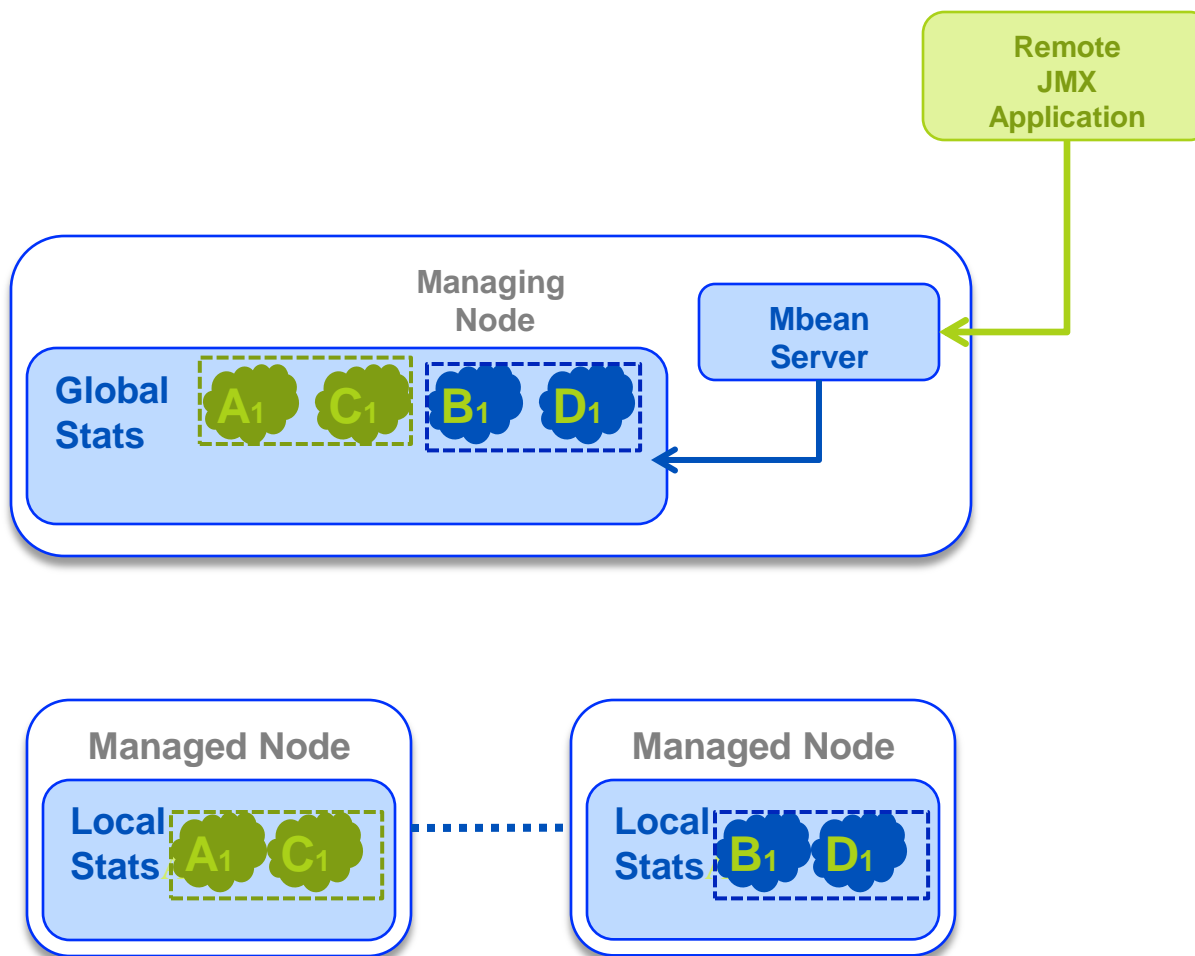 Remote
JMX
Application
Managing
Node
Mbean
Server
Global
Stats
A1 C1 B1 D1
Managed Node
Local
Stats
A1 C1
Managed Node
Local
Stats
B1 D1